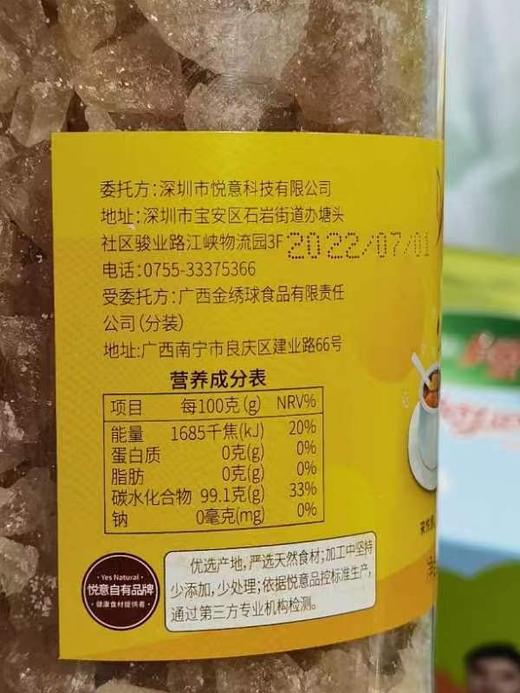 委托方:深圳市悦意科技有限公司
地址:深圳市宝安区石岩街道办塘头
社区骏业路江峡物流园3F
2022/07/01
电话:0755-33375366
受委托方:广西金绣球食品有限责任
公司(分装)
地址:广西南宁市良庆区建业路66号
营养成分表
项目 每100克(g) NRV%
能量 1685千焦(kJ) 20%
蛋白质 0克(g) 0%
脂肪 0克(g) 0%
碳水化合物 99.1克(g) 33%
钠 0毫克(mg) 0%
Yes Natural
悦意自有品牌
健康食材提供者
优选产地,严选天然食材;加工中坚持
少添加,少处理;依据悦意品控标准生产,
通过第三方专业机构检测。